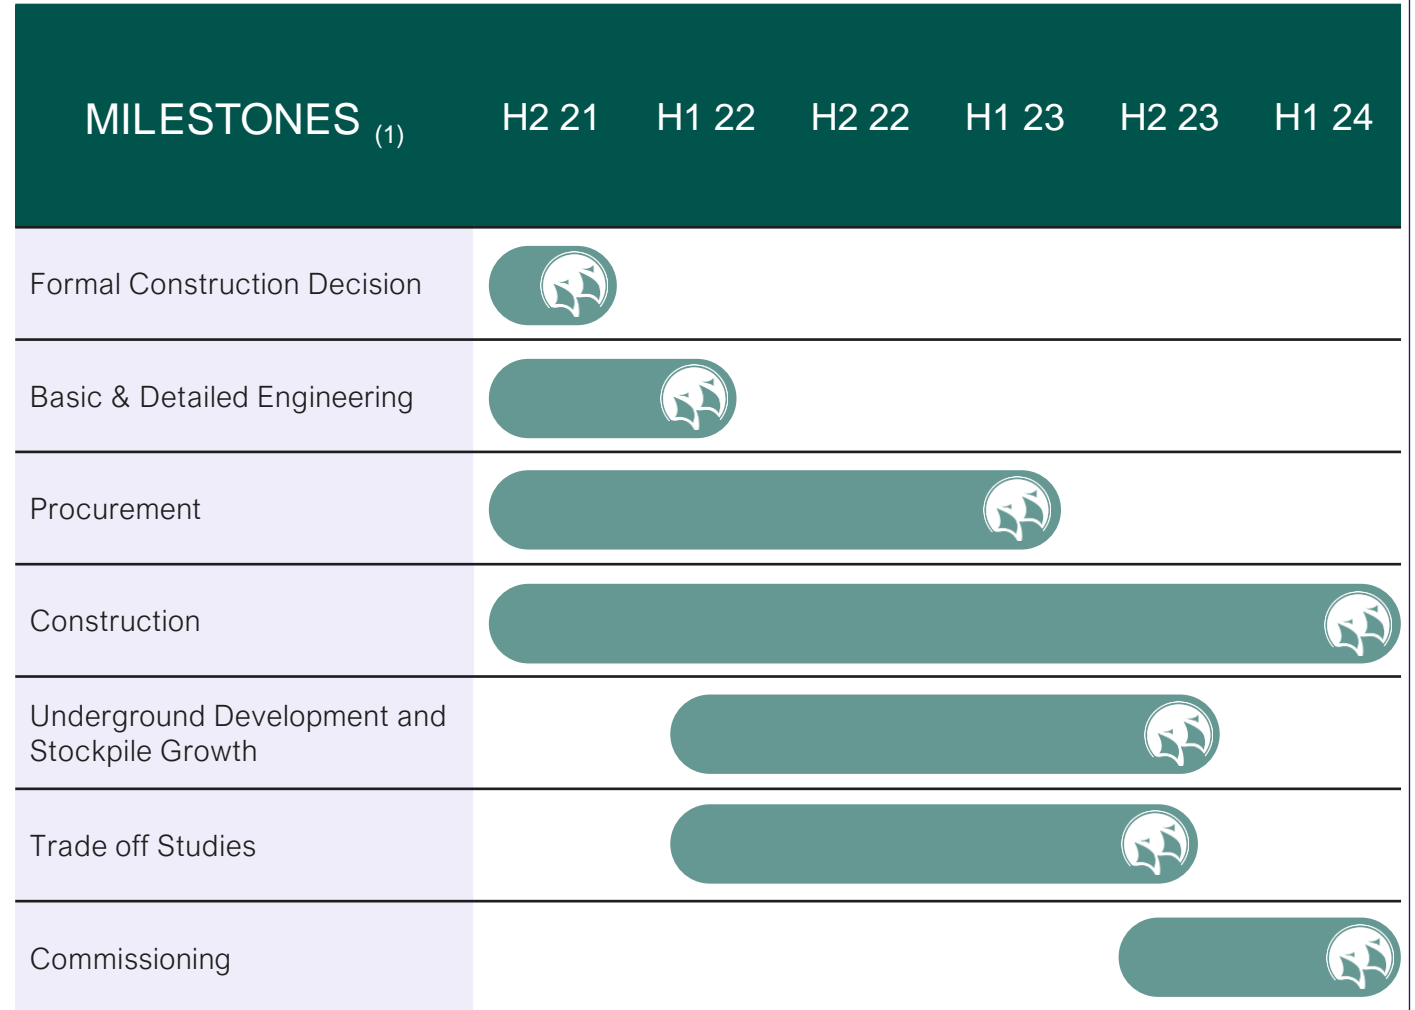 MILESTONES (1) H2 21 H1 22 H2 22 H1 23 H2 23 H1 24
Formal Construction Decision
Basic & Detailed Engineering
Procurement
Construction
Underground Development and
Stockpile Growth
Trade off Studies
Commissioning